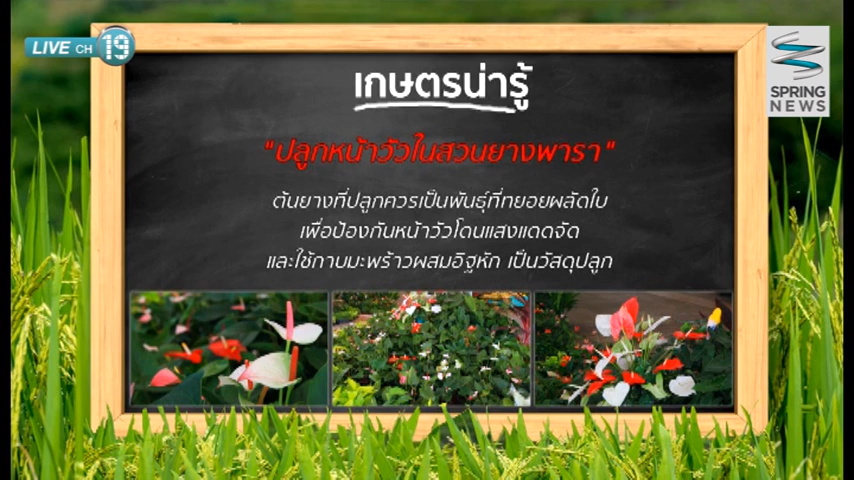 LIVE CH 19
SPRING
NEWS
เกษตรน่ารู้
"ปลูกหน้าวัวในสวนยางพารา"
ต้นยางที่ปลูกควรเป็นพันธุ์ที่ทยอยผลัดใบ
เพื่อป้องกันหน้าวัวโดนแสงแดดจัด
และใช้กาบมะพร้าวผสมอิฐหัก เป็นวัสดุปลูก